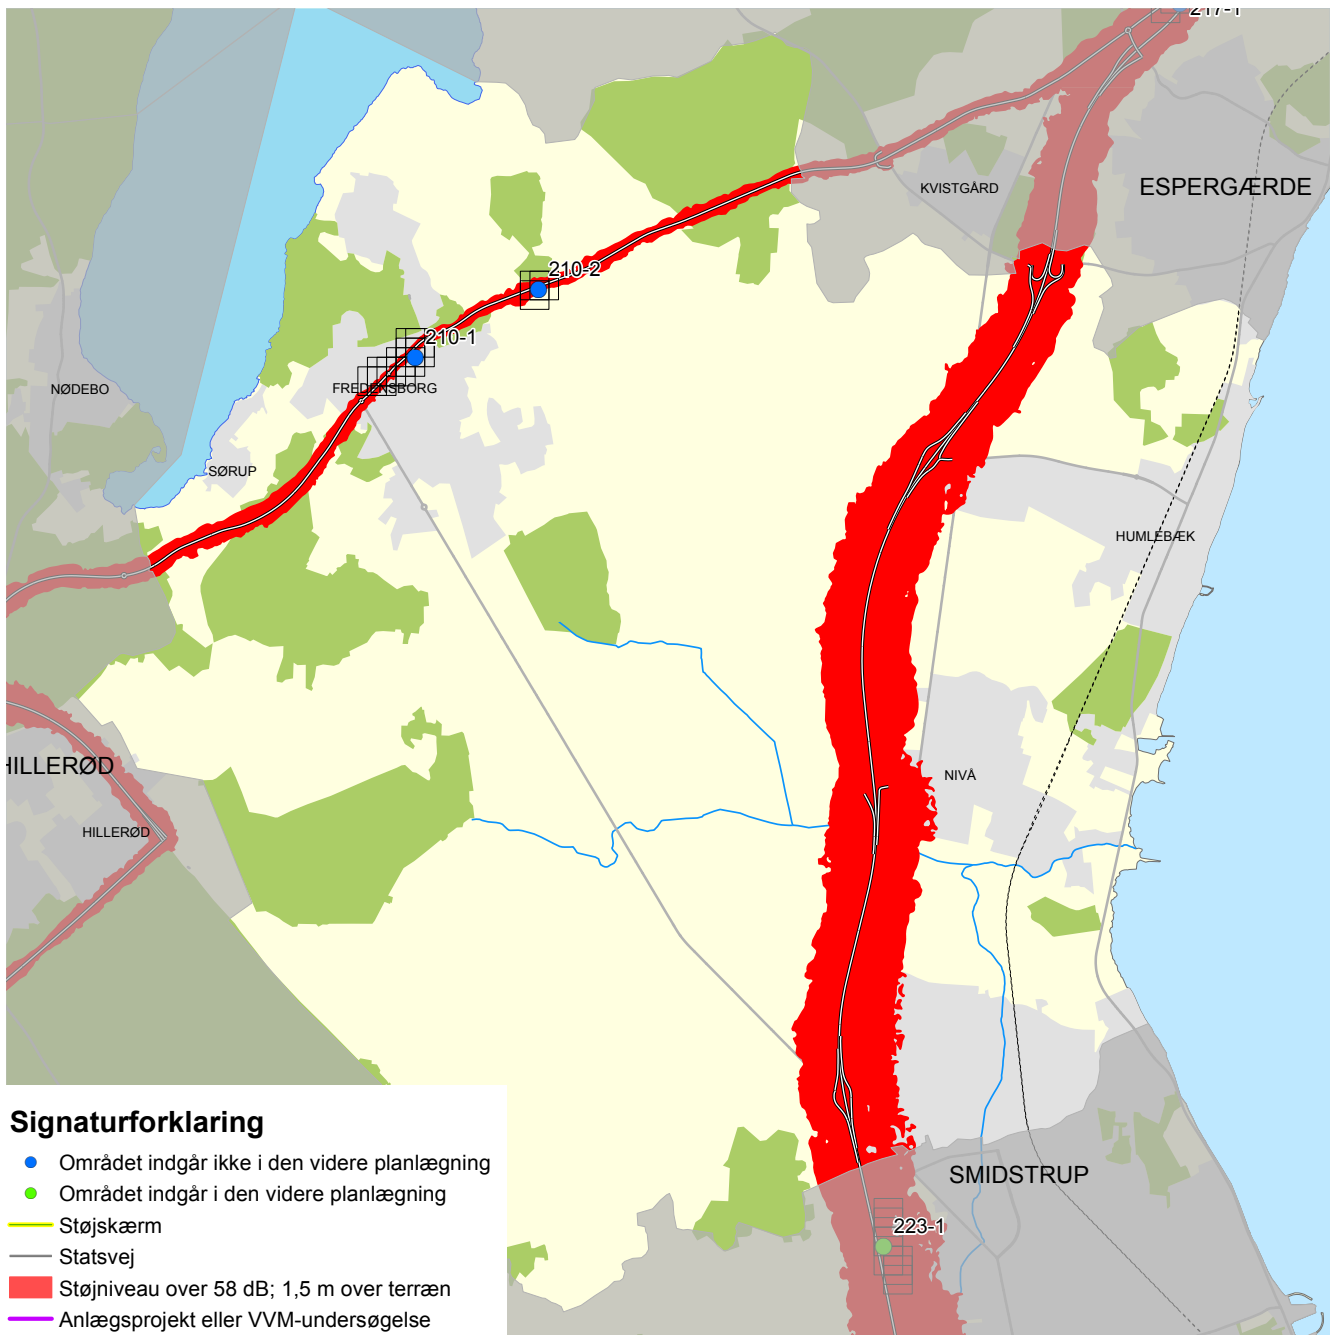 217-1
ESPERGÆRDE
KVISTGÅRD
210-2
210-1
FREDENSBORG
NØDEBO
SØRUP
HUMLEBÆK
HILLERØD
NIVÅ
HILLERØD
SMIDSTRUP
223-1
Signaturforklaring
Området indgår ikke i den videre planlægning
Området indgår i den videre planlægning
Støjskærm
Statsvej
Støjniveau over 58 dB; 1,5 m over terræn
Anlægsprojekt eller VVM-undersøgelse